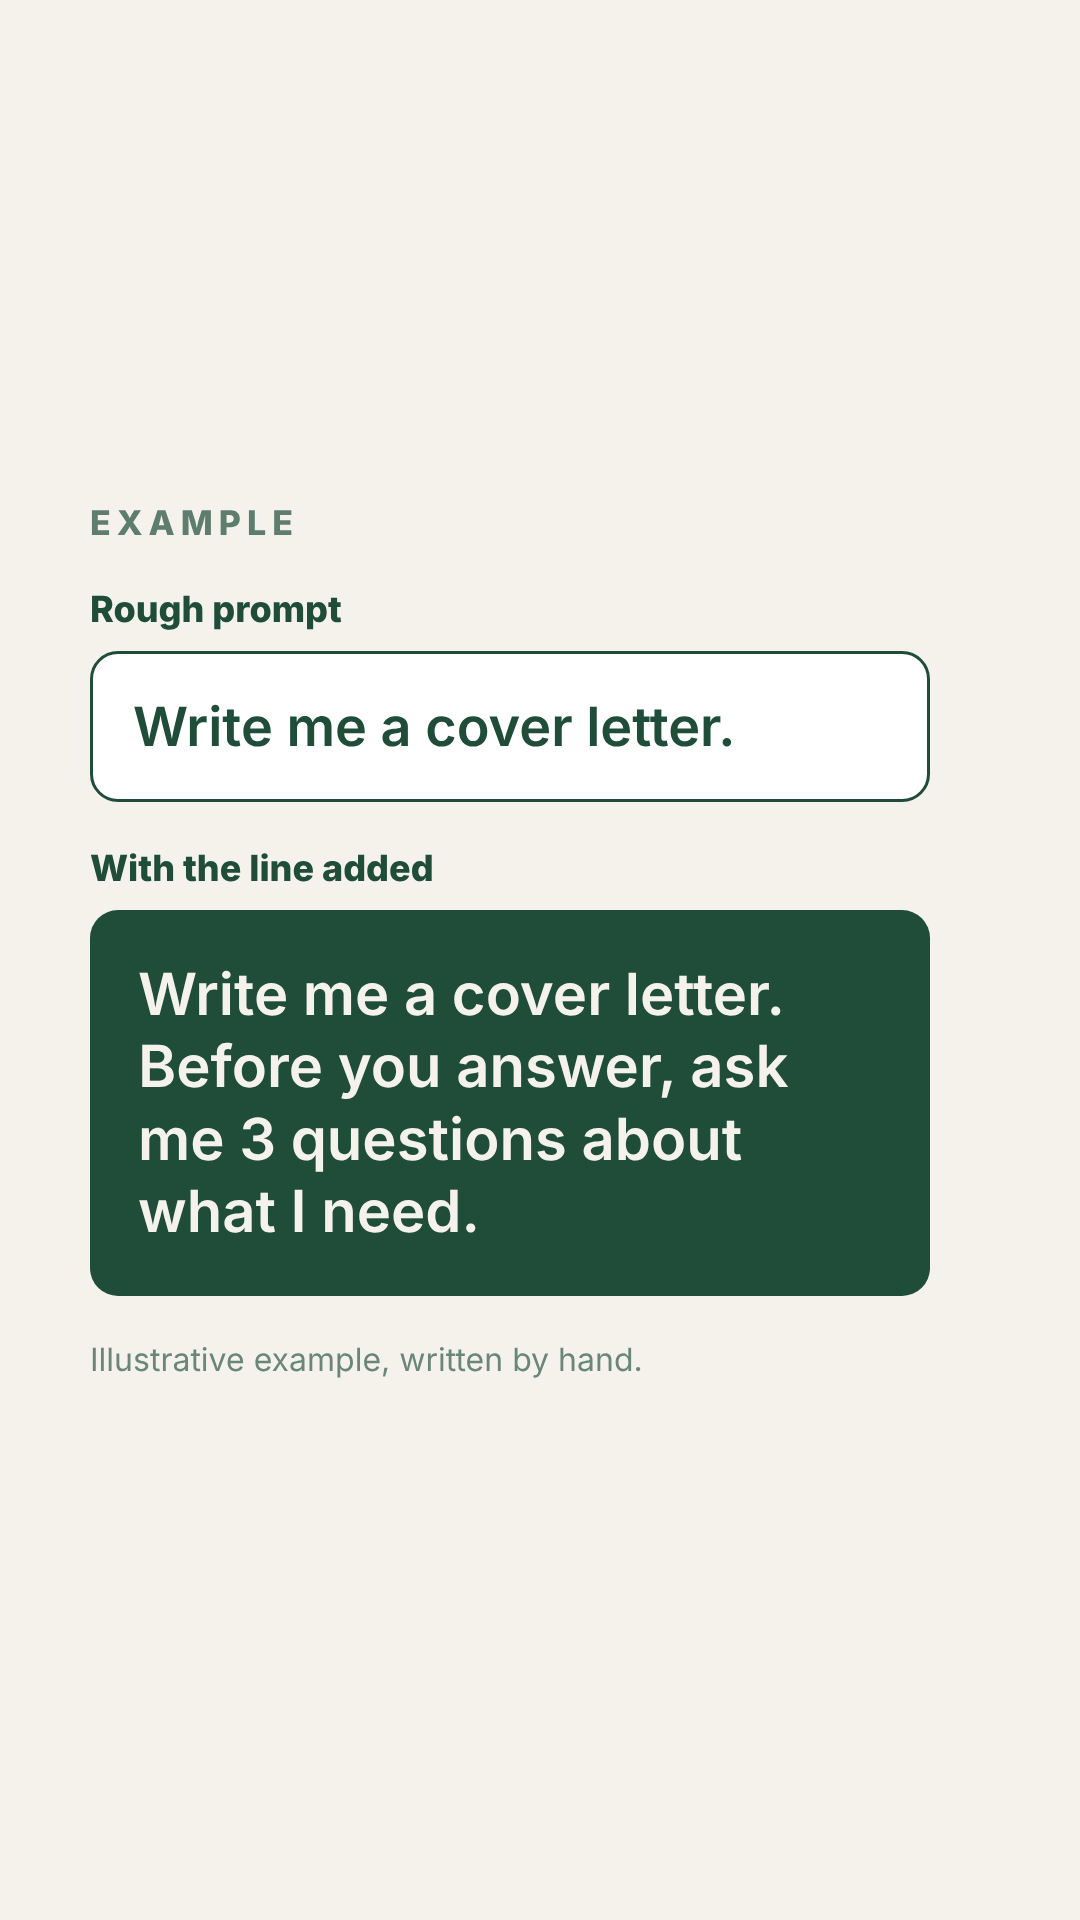 EXAMPLE
Rough prompt
Write me a cover letter.
With the line added
Write me a cover letter.
Before you answer, ask
me 3 questions about
what I need.
Illustrative example, written by hand.